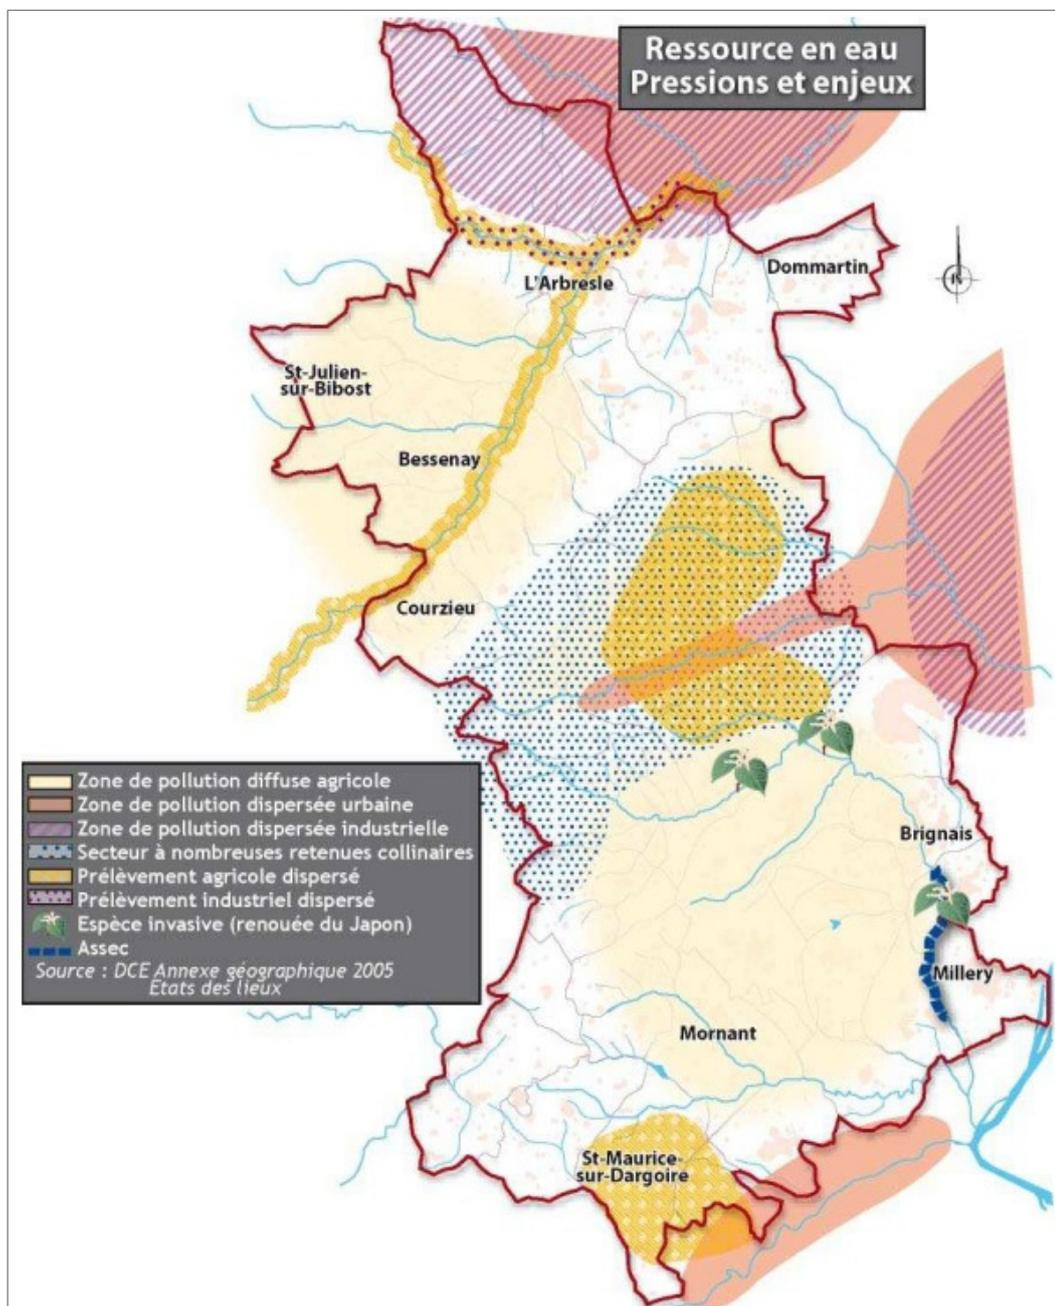 Ressource en eau
Pressions et enjeux
Dommartin
L'Arbresle
St-Julien-
sur-Bibost
Bessenay
Courzieu
Zone de pollution diffuse agricole
Zone de pollution dispersée urbaine
Zone de pollution dispersée industrielle
Secteur à nombreuses retenues collinaires
Prélèvement agricole dispersé
Prélèvement industriel dispersé
Espèce invasive (renouée du Japon)
Assec
Source : DCE Annexe géographique 2005
Etats des lieux
Brignais
Millery
Mornant
St-Maurice-
sur-Dargoire